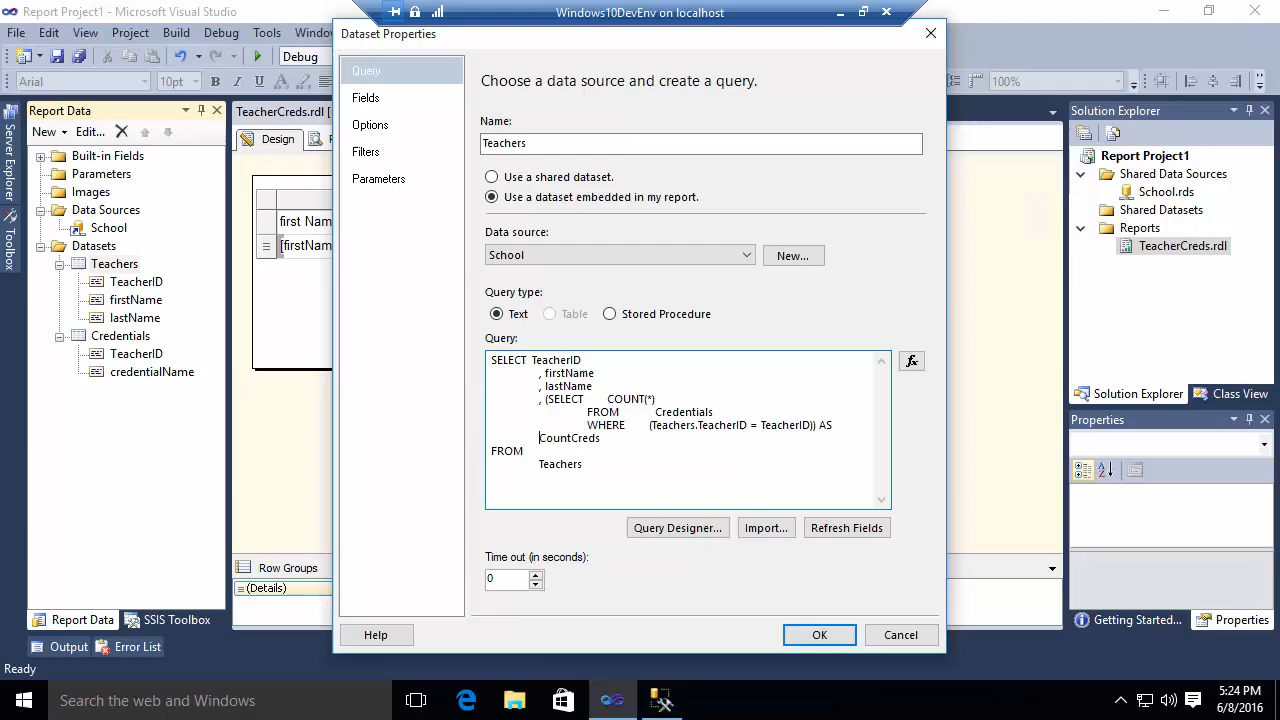 Report Project1 - Microsoft Visual Studio
Windows10DevEnv on localhost
File Edit View Project Build Debug Tools Window
Debug
Arial 10pt B I U A
100%
Report Data
New Edit...
Built-in Fields
Parameters
Images
Data Sources
School
Datasets
Teachers
TeacherID
firstName
lastName
Credentials
TeacherID
credentialName
Server Explorer
Toolbox
TeacherCreds.rdl [
Design
first Nam
[firstNam
Row Groups
(Details)
Report Data SSIS Toolbox
Output Error List
Ready
Dataset Properties
Query
Fields
Options
Filters
Parameters
Choose a data source and create a query.
Name:
Teachers
Use a shared dataset.
Use a dataset embedded in my report.
Data source:
School New...
Query type:
Text Table Stored Procedure
Query:
SELECT TeacherID
, firstName
, lastName
, (SELECT COUNT(*)
FROM Credentials
WHERE (Teachers.TeacherID = TeacherID)) AS
CountCreds
FROM
Teachers
fx
Query Designer... Import... Refresh Fields
Time out (in seconds):
0
Help OK Cancel
Solution Explorer
Report Project1
Shared Data Sources
School.rds
Shared Datasets
Reports
TeacherCreds.rdl
Solution Explorer Class View
Properties
Getting Started... Properties
Search the web and Windows
5:24 PM
6/8/2016